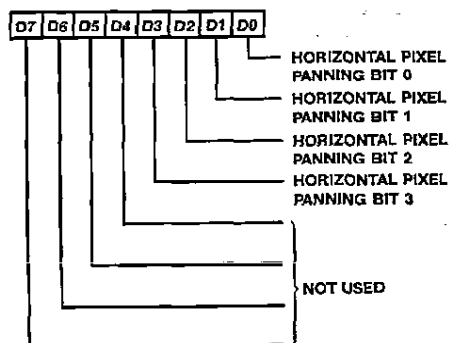 D7 D6 D5 D4 D3 D2 D1 D0
HORIZONTAL PIXEL
PANNING BIT 0
HORIZONTAL PIXEL
PANNING BIT 1
HORIZONTAL PIXEL
PANNING BIT 2
HORIZONTAL PIXEL
PANNING BIT 3
NOT USED